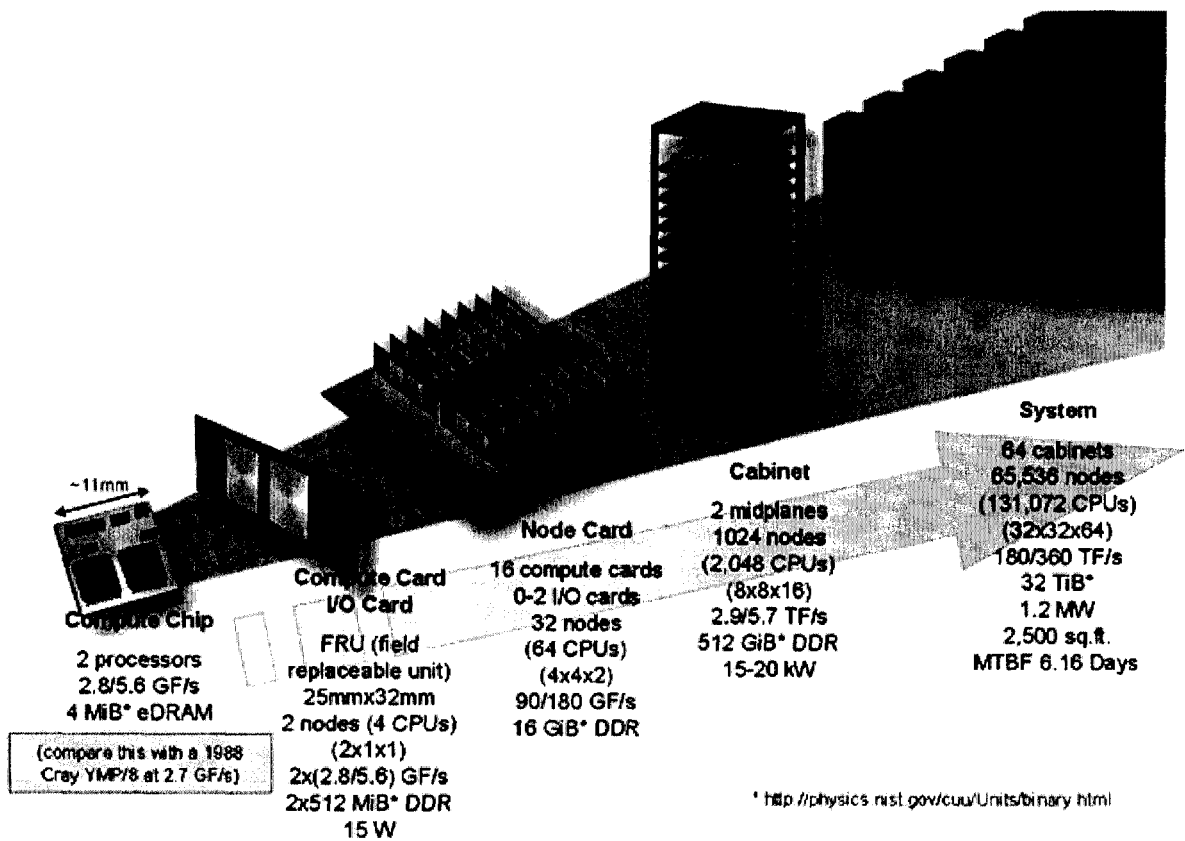 ~11mm
Compute Chip
2 processors
2.8/5.6 GF/s
4 MiB* eDRAM
(compare this with a 1988
Cray YMP/8 at 2.7 GF/s)
Compute Card
I/O Card
FRU (field
replaceable unit)
25mmx32mm
2 nodes (4 CPUs)
(2x1x1)
2x(2.8/5.6) GF/s
2x512 MiB* DDR
15 W
Node Card
16 compute cards
0-2 I/O cards
32 nodes
(64 CPUs)
(4x4x2)
90/180 GF/s
16 GiB* DDR
Cabinet
2 midplanes
1024 nodes
(2,048 CPUs)
(8x8x16)
2.9/5.7 TF/s
512 GiB* DDR
15-20 kW
System
64 cabinets
65,536 nodes
(131,072 CPUs)
(32x32x64)
180/360 TF/s
32 TiB*
1.2 MW
2,500 sq.ft.
MTBF 6.16 Days
* http://physics.nist.gov/cuu/Units/binary.html